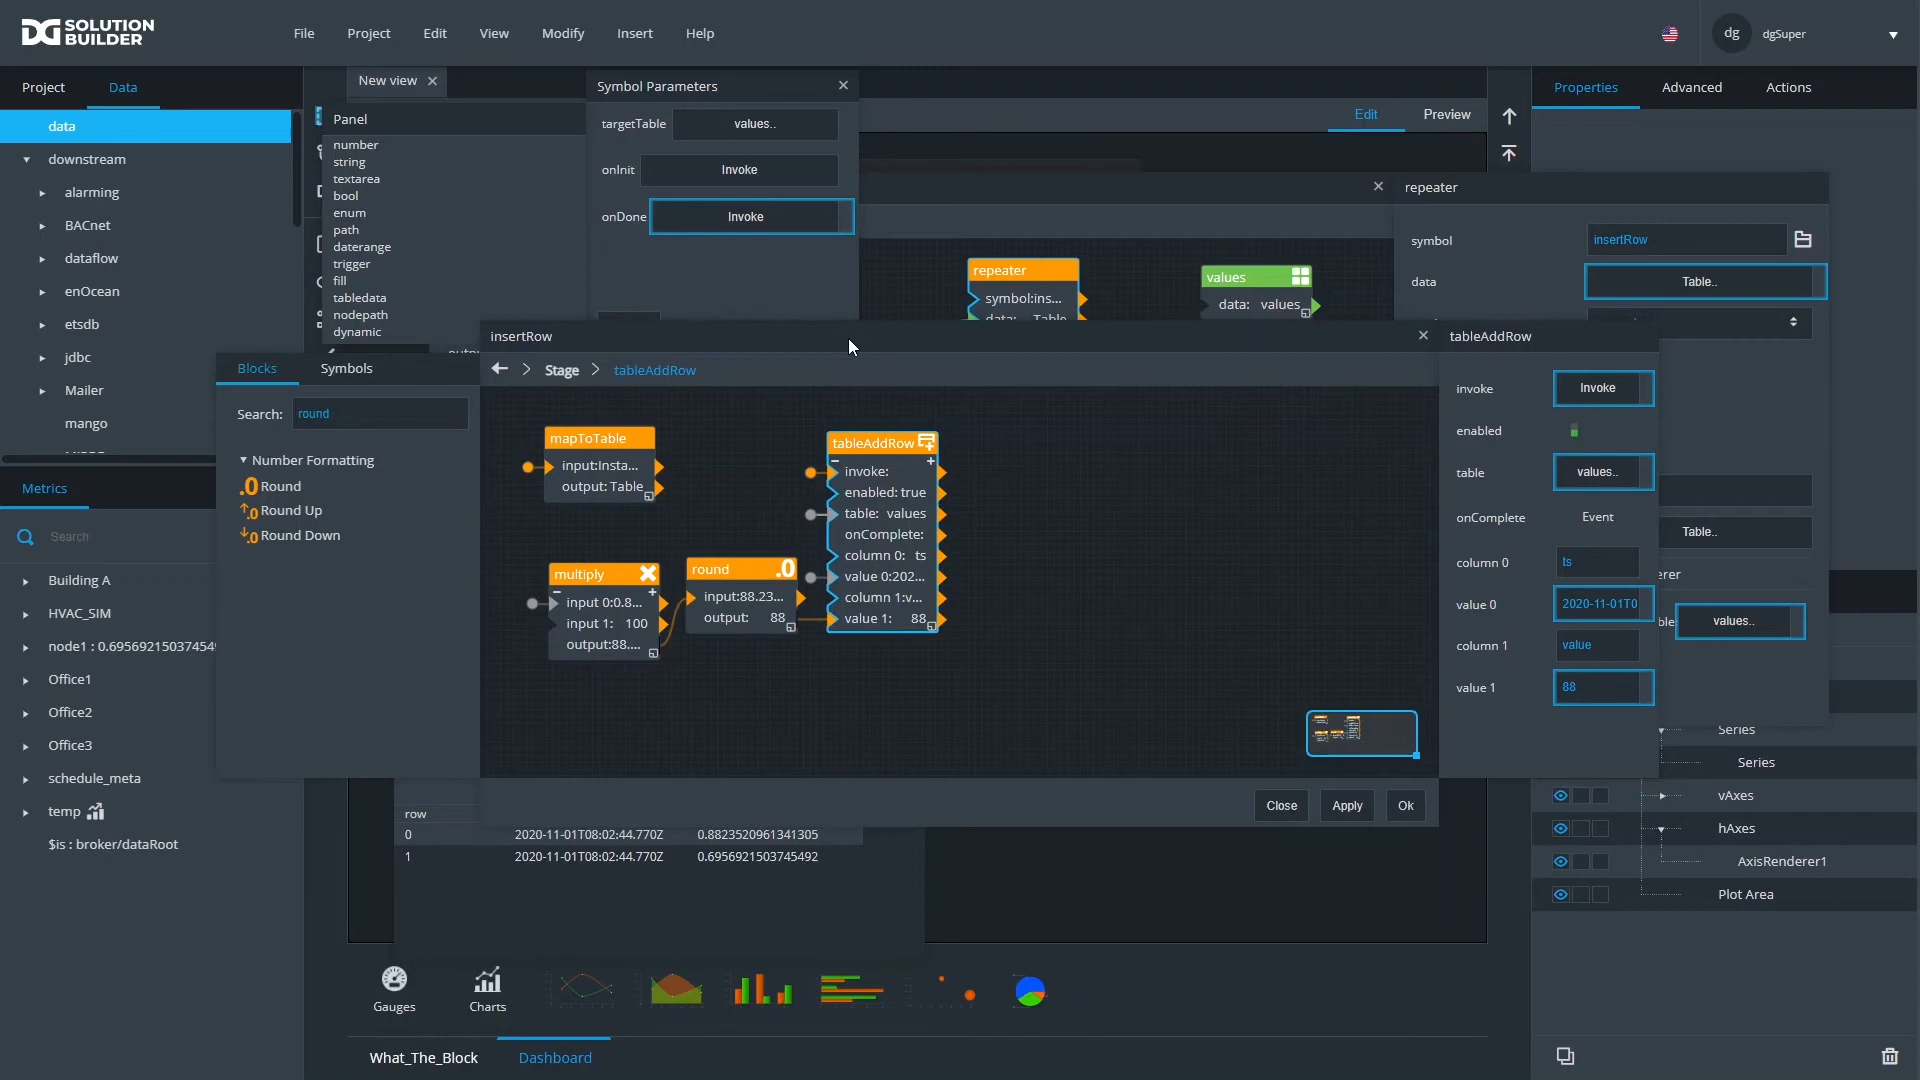 DG SOLUTION BUILDER
File Project Edit View Modify Insert Help
dg dgSuper
Project Data
data
downstream
alarming
BACnet
dataflow
enOcean
etsdb
jdbc
Mailer
mango
Metrics
Search
Building A
HVAC_SIM
node1 : 0.6956921503745​49
Office1
Office2
Office3
schedule_meta
temp
$is : broker/dataRoot
New view
Panel
number
string
textarea
bool
enum
path
daterange
trigger
fill
tabledata
nodepath
dynamic
Symbol Parameters
targetTable values..
onInit Invoke
onDone Invoke
Edit Preview
Properties Advanced Actions
repeater
symbol insertRow
data Table..
repeater
symbol:ins...
data: Table
values
data: values
Table..
values..
insertRow
Stage tableAddRow
Blocks Symbols
Search: round
Number Formatting
.0 Round
.0 Round Up
.0 Round Down
mapToTable
input:Insta...
output: Table
multiply
input 0:0.8...
input 1: 100
output:88....
round .0
input:88.23...
output: 88
tableAddRow
invoke:
enabled: true
table: values
onComplete:
column 0: ts
value 0:202...
column 1:v...
value 1: 88...
tableAddRow
invoke Invoke
enabled
table values..
onComplete Event
column 0 ts
value 0 2020-11-01T0
column 1 value
value 1 88
Close Apply Ok
row
0 2020-11-01T08:02:44.770Z 0.8823520961341305
1 2020-11-01T08:02:44.770Z 0.6956921503745492
Series
Series
vAxes
hAxes
AxisRenderer1
Plot Area
Gauges Charts
What_The_Block Dashboard